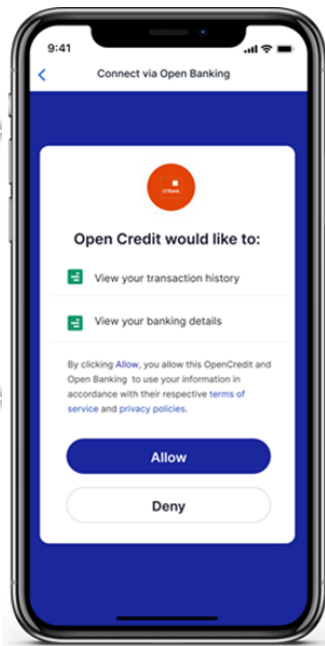 9:41
Connect via Open Banking
GTBank
Open Credit would like to:
View your transaction history
View your banking details
By clicking Allow, you allow this OpenCredit and
Open Banking to use your information in
accordance with their respective terms of
service and privacy policies.
Allow
Deny